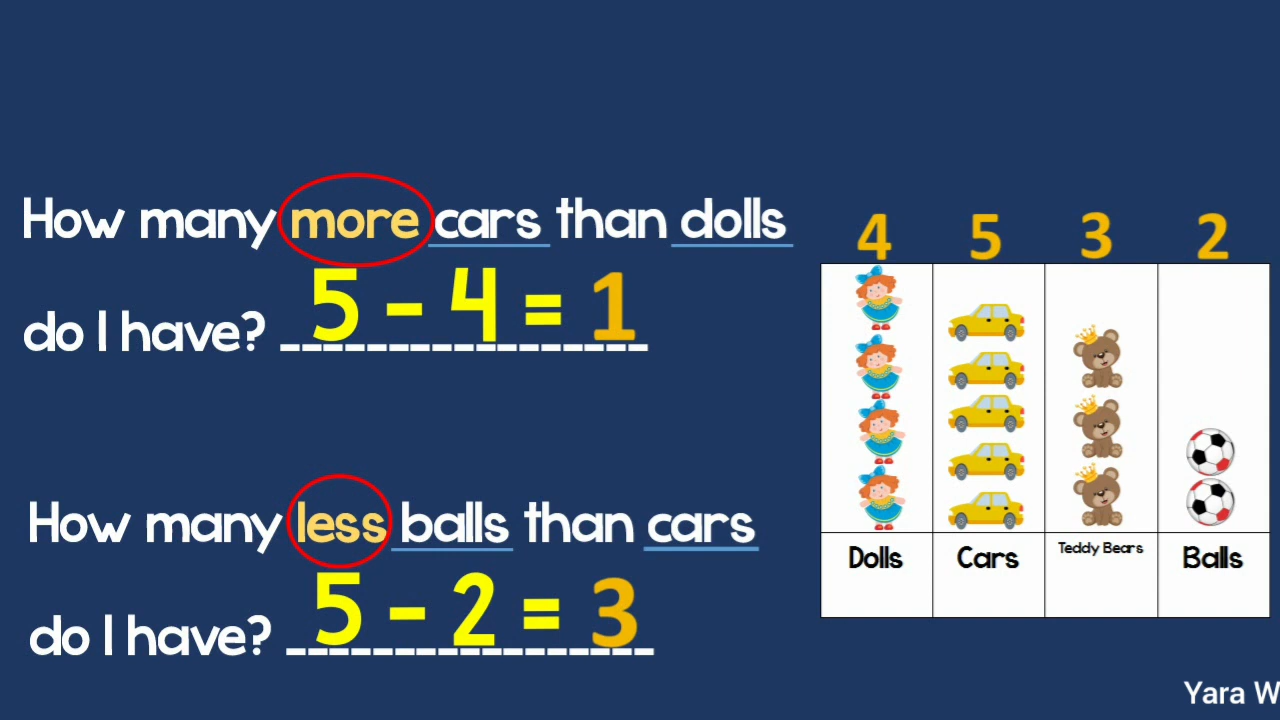 How many more cars than dolls
do I have? 5 - 4 = 1
How many less balls than cars
do I have? 5 - 2 = 3
4 5 3 2
Dolls Cars Teddy Bears Balls
Yara W